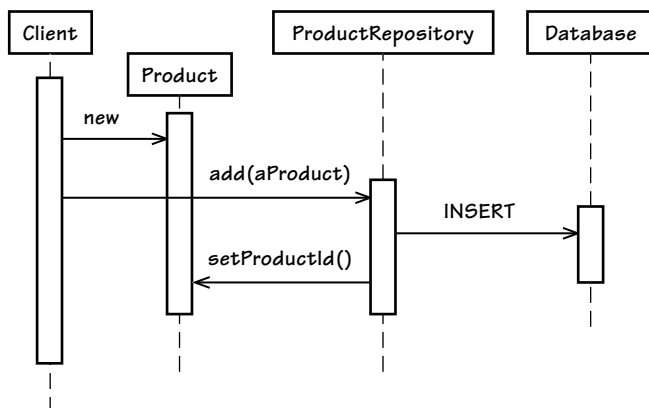 Client
ProductRepository
Database
Product
new
add(aProduct)
INSERT
setProductId()